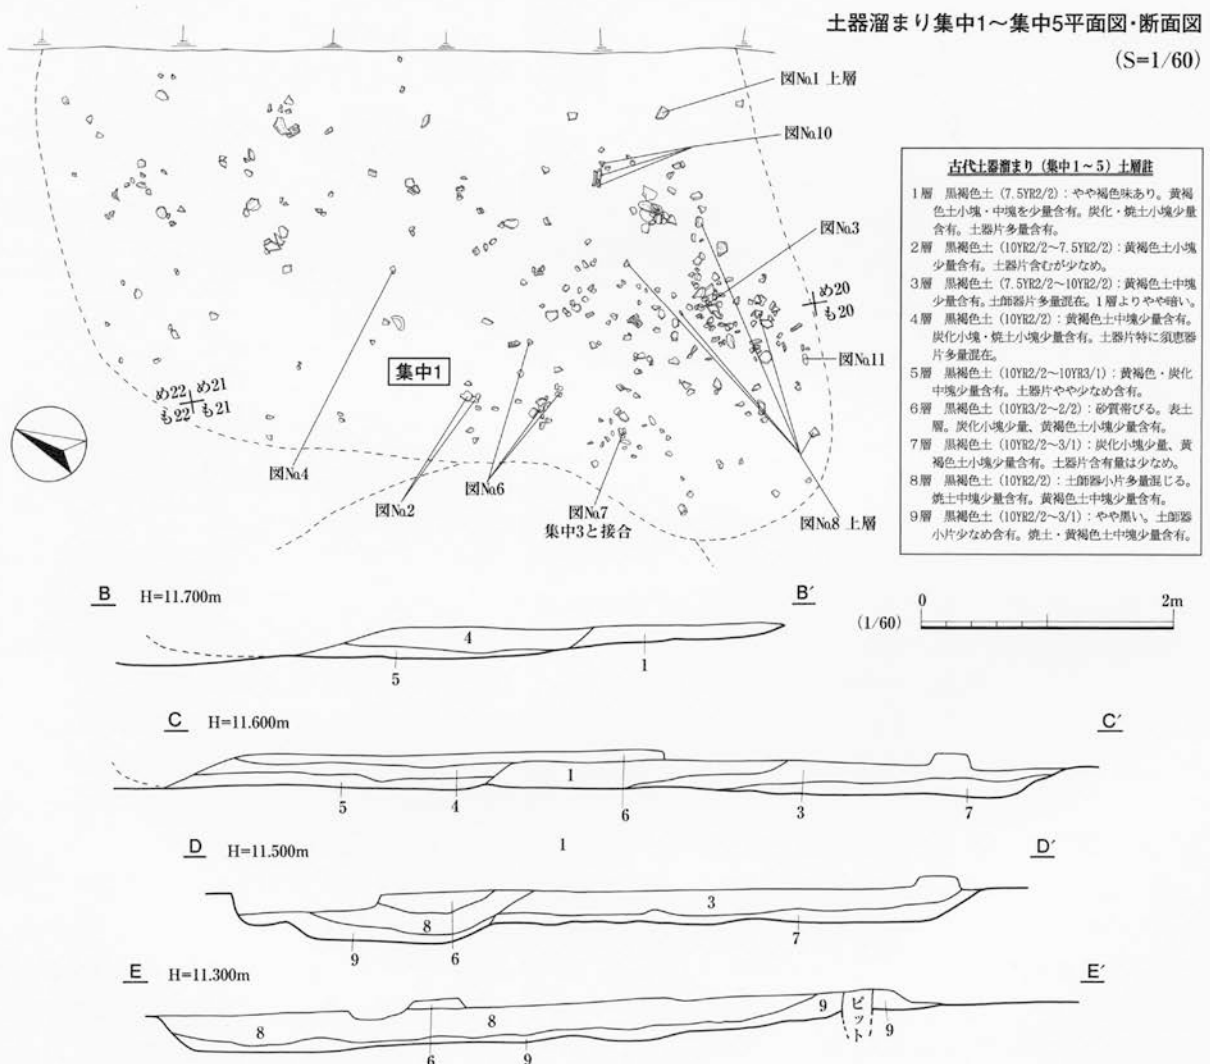 土器溜まり集中1〜集中5平面図・断面図
(S=1/60)
図No.1 上層
図No.10
図No.3
め20
も20
図No.11
集中1
め22 め21
も22 も21
図No.4
図No.2
図No.6
図No.7
集中3と接合
図No.8 上層
古代土器溜まり（集中1〜5）土層註
1層 黒褐色土（7.5YR2/2）：やや褐色味あり。黄褐
色土小塊・中塊を少量含有。炭化・焼土小塊少量
含有。土器片多量含有。
2層 黒褐色土（10YR2/2〜7.5YR2/2）：黄褐色土小塊
少量含有。土器片含むが少なめ。
3層 黒褐色土（7.5YR2/2〜10YR2/2）：黄褐色土中塊
少量含有。土師器片多量混在。1層よりやや暗い。
4層 黒褐色土（10YR2/2）：黄褐色土中塊少量含有。
炭化小塊・焼土小塊少量含有。土器片特に須恵器
片多量混在。
5層 黒褐色土（10YR2/2〜10YR3/1）：黄褐色・炭化
中塊少量含有。土器片やや少なめ含有。
6層 黒褐色土（10YR3/2〜2/2）：砂質帯びる。表土
層。炭化小塊少量、黄褐色土小塊少量含有。
7層 黒褐色土（10YR2/2〜3/1）：炭化小塊少量、黄
褐色土小塊少量含有。土器片含有量は少なめ。
8層 黒褐色土（10YR2/2）：土師器小片多量混じる。
焼土中塊少量含有。黄褐色土中塊少量含有。
9層 黒褐色土（10YR2/2〜3/1）：やや黒い。土師器
小片少なめ含有。焼土・黄褐色土中塊少量含有。
B H=11.700m B′
4
5 1
(1/60) 0 2m
C H=11.600m C′
1
5 4 6 3 7
1
D H=11.500m D′
3
8
9 6 7
E H=11.300m E′
8 8 9 ピット 9
6 9